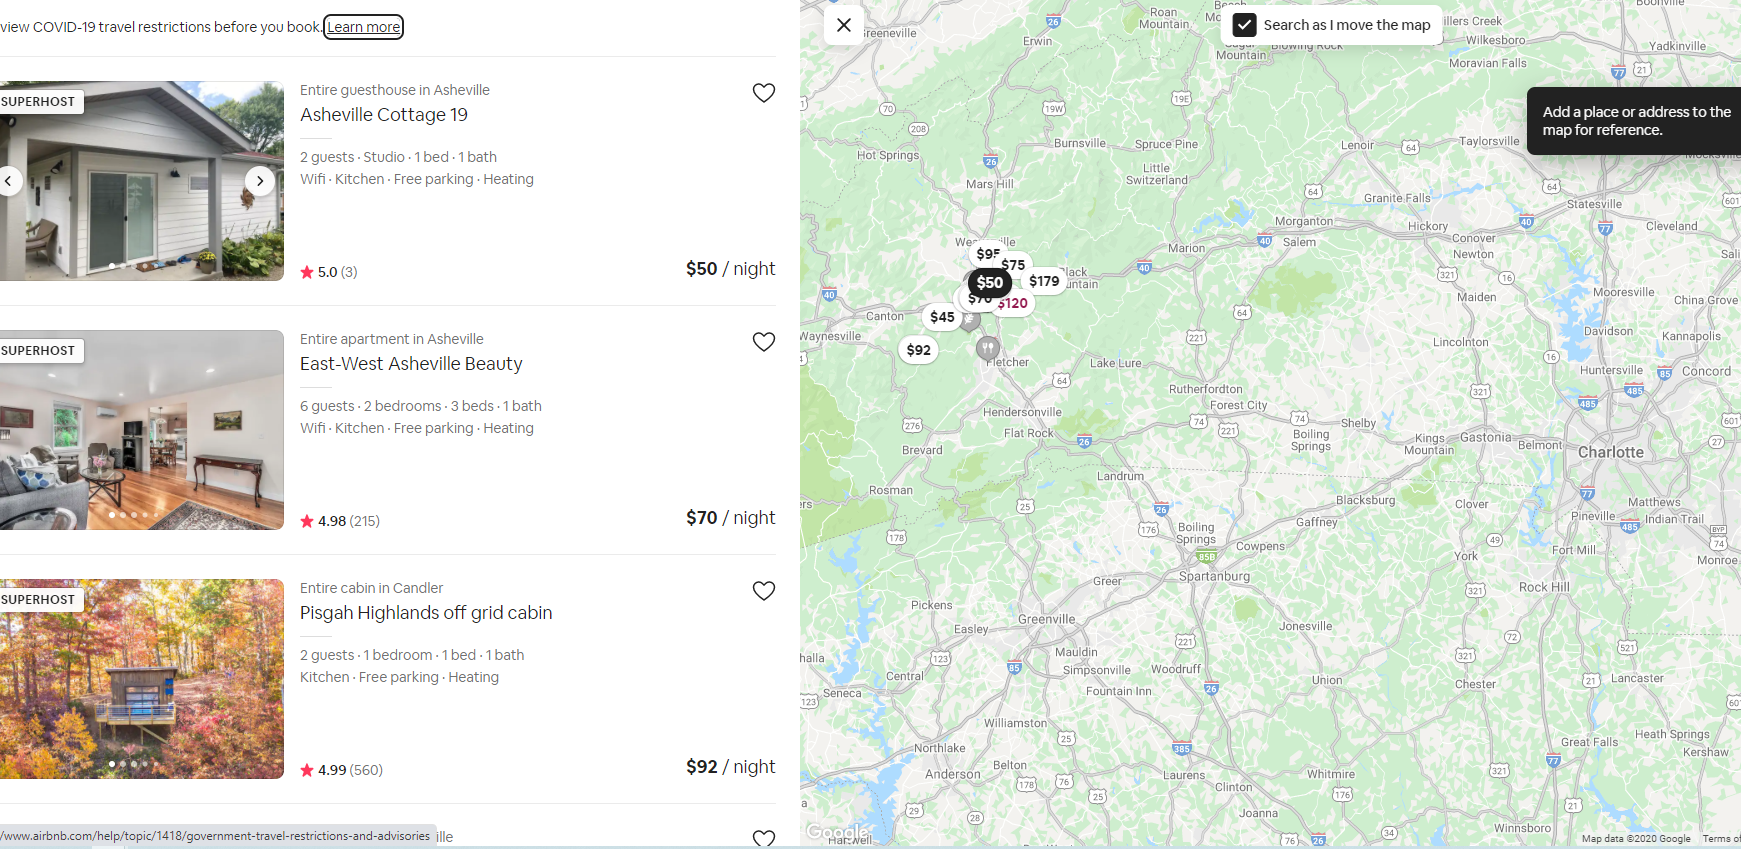 view COVID-19 travel restrictions before you book. Learn more
SUPERHOST
Entire guesthouse in Asheville
Asheville Cottage 19
2 guests · Studio · 1 bed · 1 bath
Wifi · Kitchen · Free parking · Heating
5.0 (3)
$50 / night
SUPERHOST
Entire apartment in Asheville
East-West Asheville Beauty
6 guests · 2 bedrooms · 3 beds · 1 bath
Wifi · Kitchen · Free parking · Heating
4.98 (215)
$70 / night
SUPERHOST
Entire cabin in Candler
Pisgah Highlands off grid cabin
2 guests · 1 bedroom · 1 bed · 1 bath
Kitchen · Free parking · Heating
4.99 (560)
$92 / night
/www.airbnb.com/help/topic/1418/government-travel-restrictions-and-advisories
ille
Search as I move the map
Add a place or address to the
map for reference.
Roan
Mountain
Boonville
Greeneville
Erwin
Mountain
Blowing Rock
illers Creek
Yadkinville
Moravian Falls
Hot Springs
Burnsville
Spruce Pine
Lenoir
Taylorsville
Mocksville
Mars Hill
Little
Switzerland
Granite Falls
Statesville
Morganton
Hickory
Conover
Cleveland
Marion
Salem
Newton
$95
$75
$50
$179
$70
$120
$45
$92
Canton
Waynesville
Fletcher
Lake Lure
Maiden
Mooresville
China Grove
Davidson
Kannapolis
Lincolnton
Huntersville
Concord
Rutherfordton
Forest City
Hendersonville
Flat Rock
Brevard
Boiling
Springs
Shelby
Kings
Mountain
Gastonia
Belmont
Charlotte
Harrisburg
Locust
Rosman
Landrum
Blacksburg
Clover
Matthews
Pineville
Indian Trail
Gaffney
Boiling
Springs
Cowpens
York
Fort Mill
Monroe
Greer
Spartanburg
Rock Hill
Pickens
Easley
Greenville
Jonesville
Mauldin
Simpsonville
Woodruff
Central
Seneca
Fountain Inn
Union
Chester
Lancaster
Williamston
Northlake
Anderson
Belton
Laurens
Whitmire
Great Falls
Heath Springs
Kershaw
Clinton
Joanna
Winnsboro
Hartwell
Google
Map data ©2020 Google
Terms of